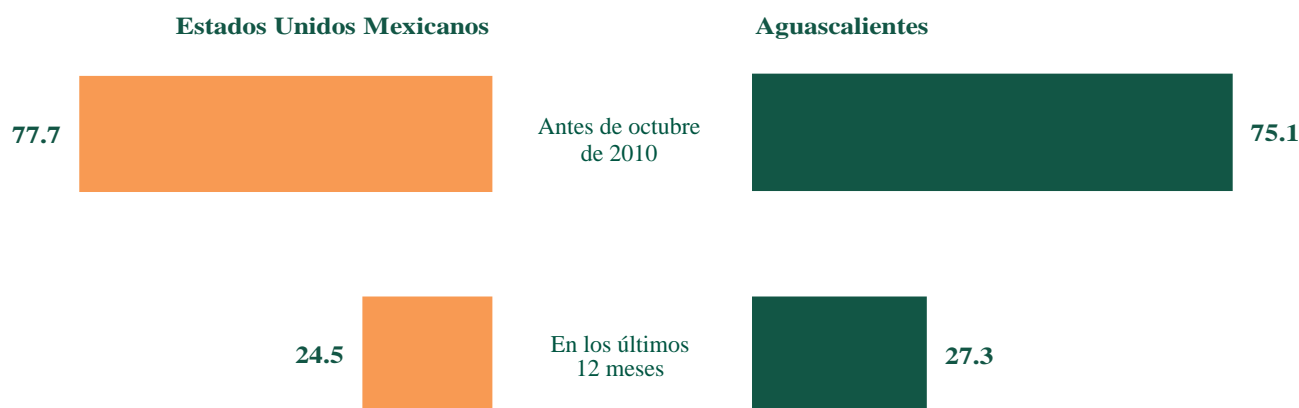 Estados Unidos Mexicanos
Aguascalientes
77.7
Antes de octubre
de 2010
75.1
24.5
En los últimos
12 meses
27.3